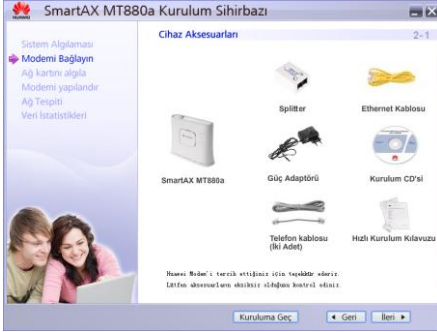 SmartAX MT880a Kurulum Sihirbazı
HUAWEI
Cihaz Aksesuarları
2-1
Sistem Algılaması
Modemi Bağlayın
Ağ kartını algıla
Modemi yapılandır
Ağ Tespiti
Veri İstatistikleri
Splitter
Ethernet Kablosu
SmartAX MT880a
Güç Adaptörü
Kurulum CD'si
Telefon kablosu
(İki Adet)
Hızlı Kurulum Kılavuzu
Huawei Modem'i tercih ettiğiniz için teşekkür ederiz.
Lütfen aksesuarların eksiksiz olduğunu kontrol ediniz.
Kuruluma Geç
Geri
İleri